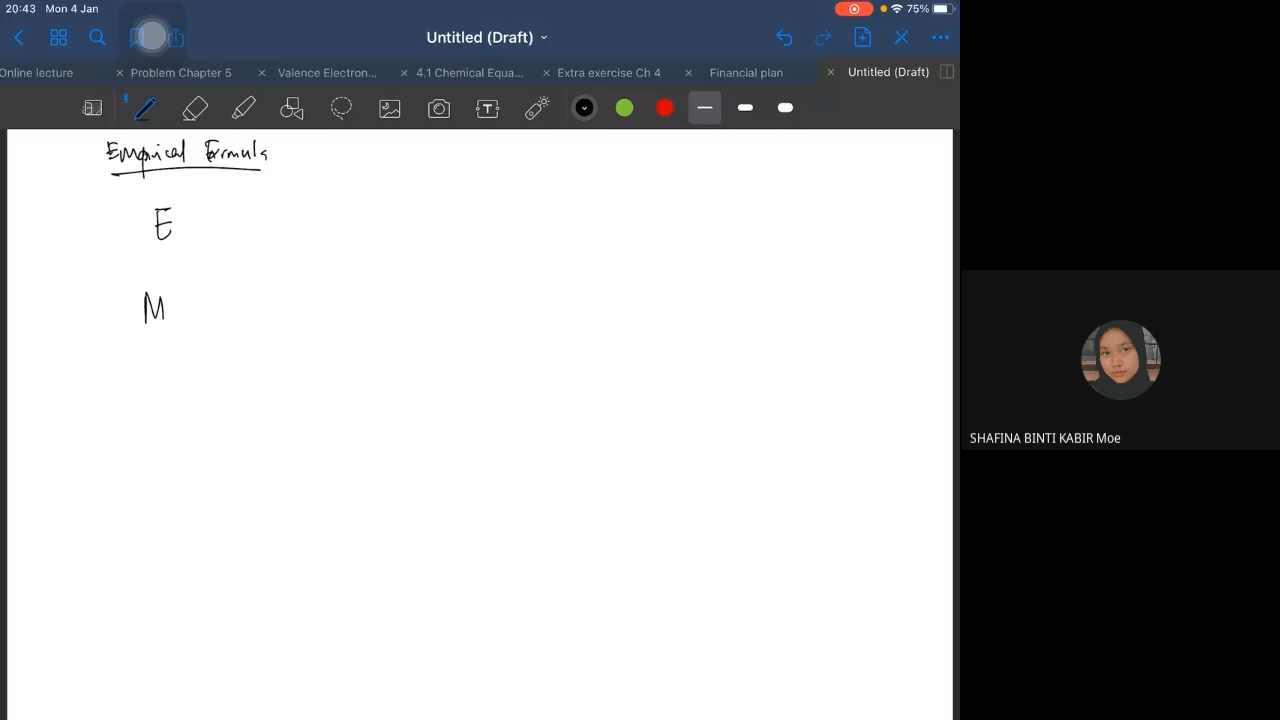 20:43 Mon 4 Jan 75%
Untitled (Draft)
Online lecture Problem Chapter 5 Valence Electron... 4.1 Chemical Equa... Extra exercise Ch 4 Financial plan Untitled (Draft)
T
Empirical Formula
E
M
SHAFINA BINTI KABIR Moe